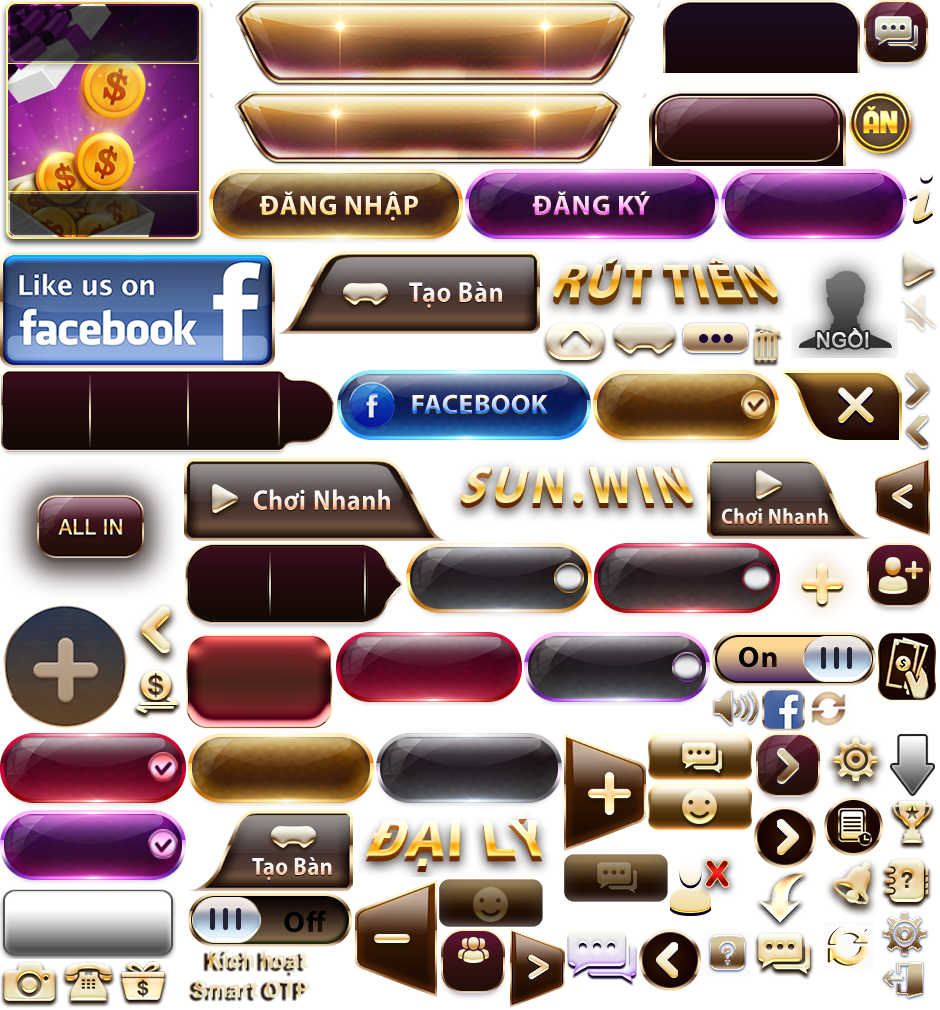 ĂN
ĐĂNG NHẬP
ĐĂNG KÝ
i
Like us on
facebook
f
Tạo Bàn
RÚT TIỀN
NGỒI
f
FACEBOOK
ALL IN
Chơi Nhanh
SUN.WIN
Chơi Nhanh
On
f
Tạo Bàn
ĐẠI LÝ
Off
Kích hoạt
Smart OTP